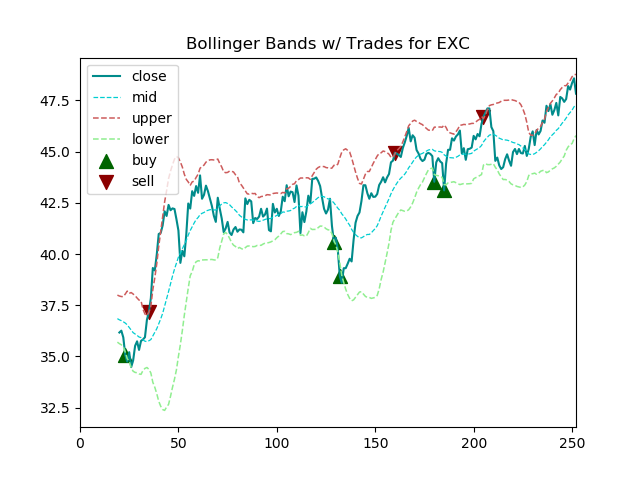 Bollinger Bands w/ Trades for EXC
close
mid
upper
lower
buy
sell
47.5
45.0
42.5
40.0
37.5
35.0
32.5
0 50 100 150 200 250